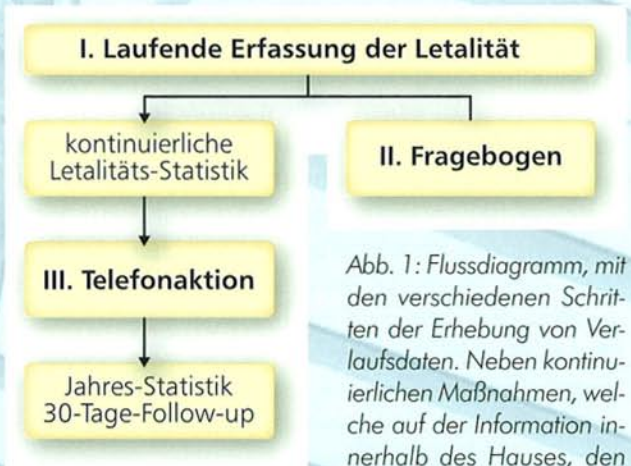 I. Laufende Erfassung der Letalität
kontinuierliche
Letalitäts-Statistik
II. Fragebogen
III. Telefonaktion
Jahres-Statistik
30-Tage-Follow-up
Abb. 1: Flussdiagramm, mit
den verschiedenen Schrit-
ten der Erhebung von Ver-
laufsdaten. Neben kontinu-
ierlichen Maßnahmen, wel-
che auf der Information in-
nerhalb des Hauses, den